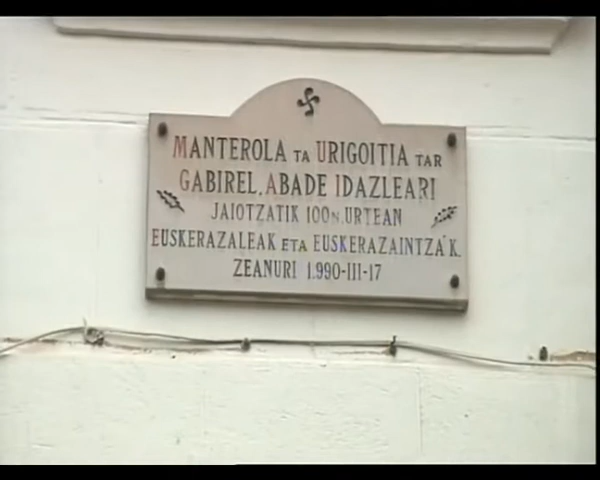 MANTEROLA TA URIGOITIA TAR
GABIREL, ABADE IDAZLEARI
JAIOTZATIK 100N. URTEAN
EUSKERAZALEAK ETA EUSKERAZAINTZA'K.
ZEANURI 1.990-III-17